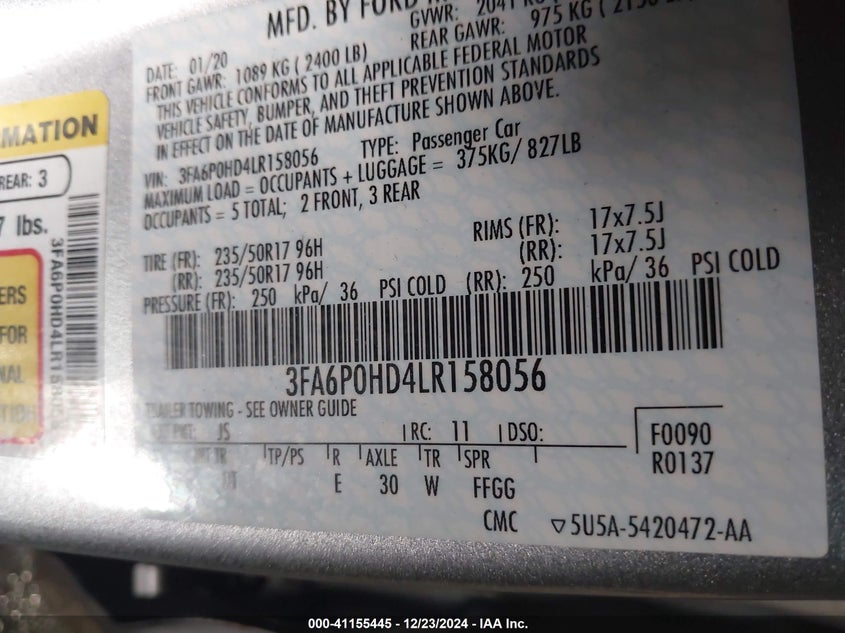 MFD. BY FORD
DATE: 01/20 GVWR: 2041
FRONT GAWR: 1089 KG ( 2400 LB) REAR GAWR: 975 KG (
THIS VEHICLE CONFORMS TO ALL APPLICABLE FEDERAL MOTOR
VEHICLE SAFETY, BUMPER, AND THEFT PREVENTION STANDARDS
IN EFFECT ON THE DATE OF MANUFACTURE SHOWN ABOVE.
VIN: 3FA6P0HD4LR158056 TYPE: Passenger Car
MAXIMUM LOAD = OCCUPANTS + LUGGAGE = 375KG/ 827LB
OCCUPANTS = 5 TOTAL; 2 FRONT, 3 REAR
TIRE (FR): 235/50R17 96H RIMS (FR): 17x7.5J
(RR): 235/50R17 96H (RR): 17x7.5J
PRESSURE (FR): 250 kPa/ 36 PSI COLD (RR): 250 kPa/ 36 PSI COLD
3FA6P0HD4LR158056
TRAILER TOWING - SEE OWNER GUIDE
JS RC: 11 DSO: F0090
R0137
TR TP/PS R AXLE TR SPR
E 30 W FFGG
CMC ▽5U5A-5420472-AA
MATION
REAR: 3
7 lbs.
3FA6P0HD4LR158056
ERS
FOR
NAL
000-41155445 - 12/23/2024 - IAA Inc.